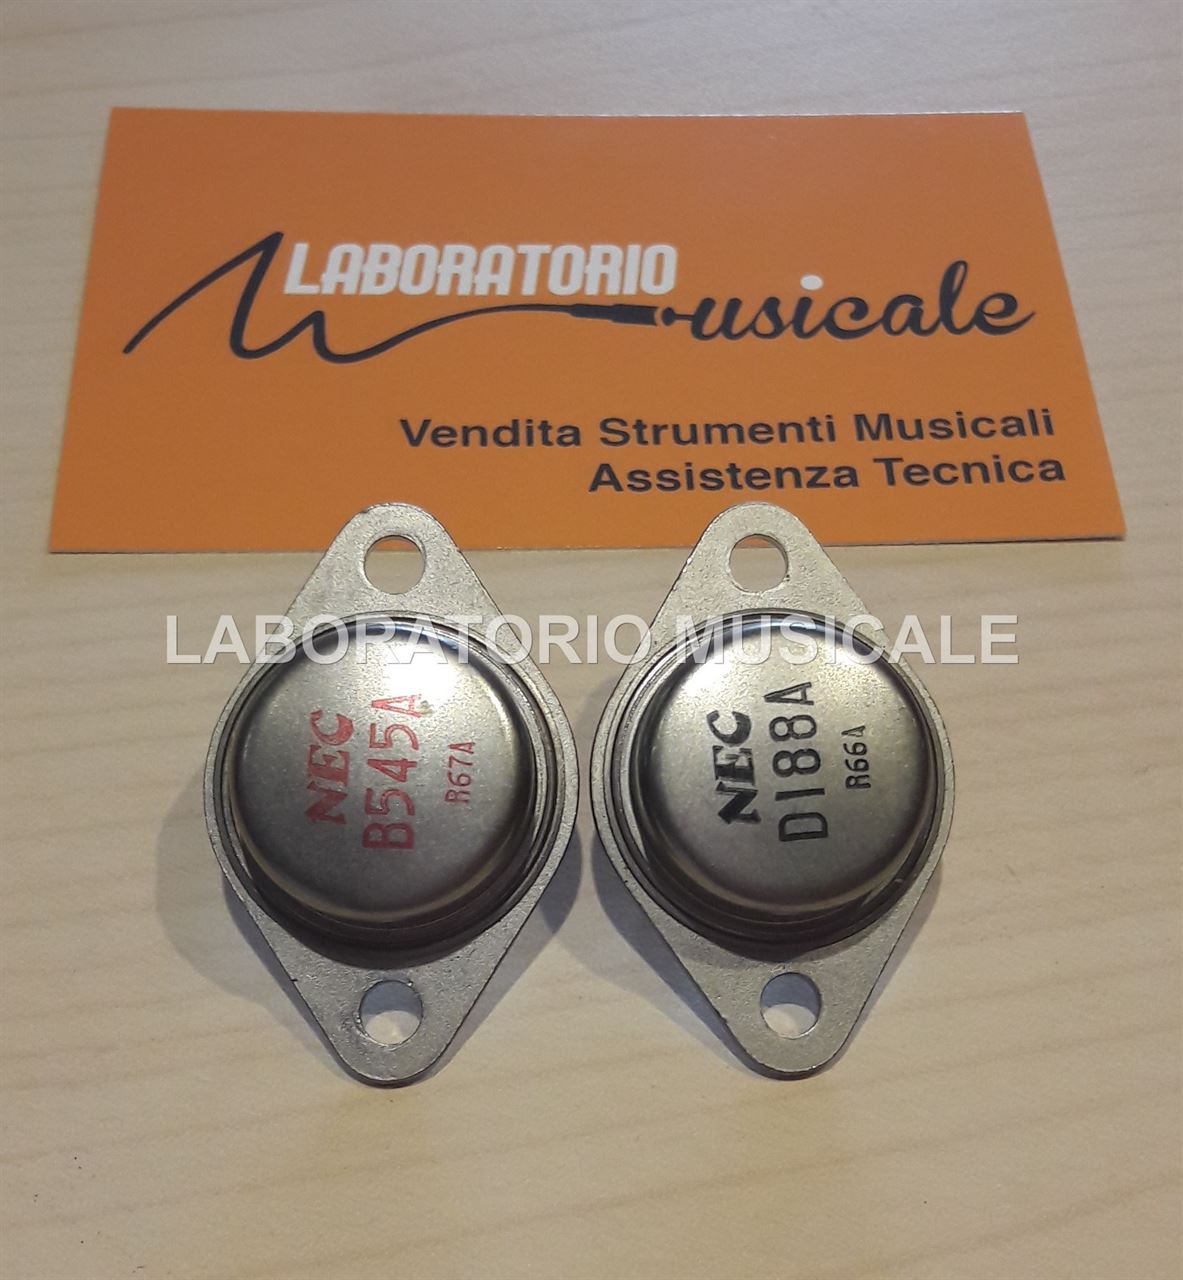 LABORATORIO
usicale
Vendita Strumenti Musicali
Assistenza Tecnica
LABORATORIO MUSICALE
NEC
B545A
R67A
NEC
D188A
R66A